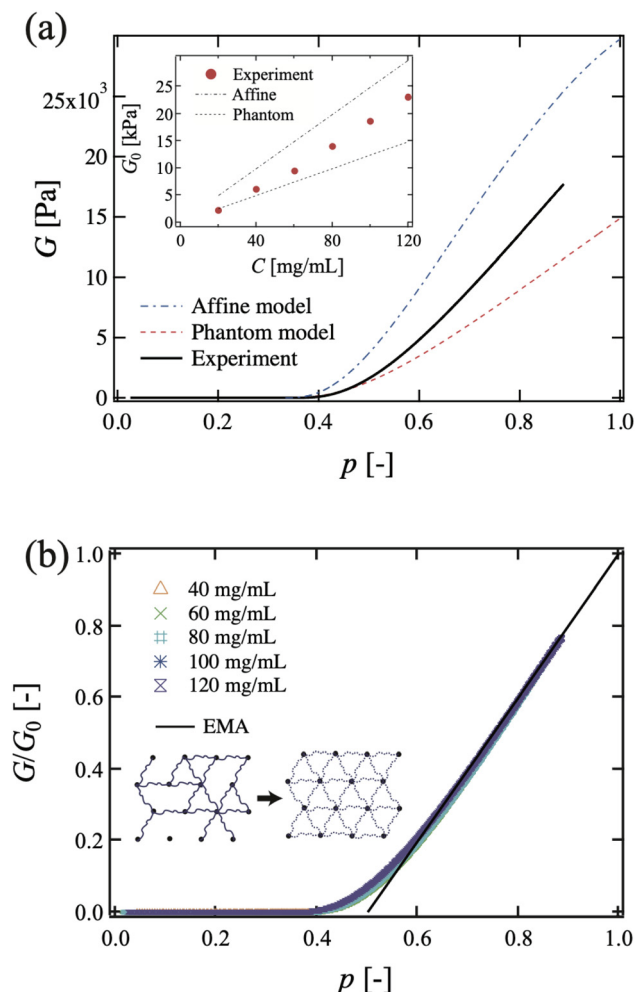 (a)
25x10³
20
15
10
5
0
G [Pa]
0.0 0.2 0.4 0.6 0.8 1.0
p [-]
Affine model
Phantom model
Experiment
25
20
15
10
5
0
G₀ [kPa]
0 40 80 120
C [mg/mL]
Experiment
Affine
Phantom
(b)
1.0
0.8
0.6
0.4
0.2
0.0
G/G₀ [-]
40 mg/mL
60 mg/mL
80 mg/mL
100 mg/mL
120 mg/mL
EMA
0.0 0.2 0.4 0.6 0.8 1.0
p [-]